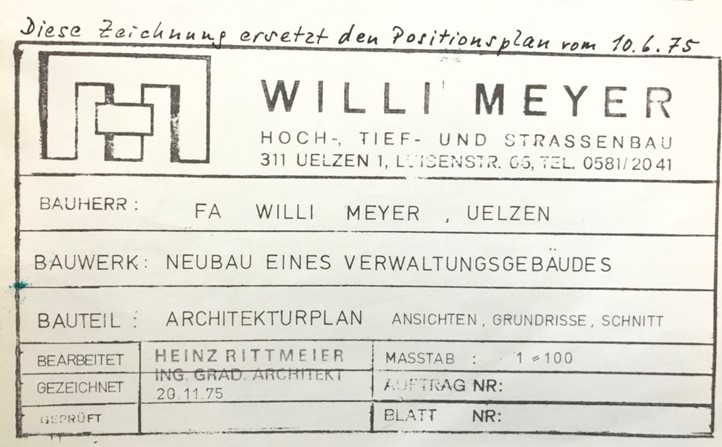 Diese Zeichnung ersetzt den Positionsplan vom 10.6.75
WILLI MEYER
HOCH-, TIEF- UND STRASSENBAU
311 UELZEN 1, LUISENSTR. 66, TEL. 0581/2041
BAUHERR: FA WILLI MEYER, UELZEN
BAUWERK: NEUBAU EINES VERWALTUNGSGEBÄUDES
BAUTEIL: ARCHITEKTURPLAN ANSICHTEN, GRUNDRISSE, SCHNITT
BEARBEITET HEINZ RITTMEIER MASSTAB: 1=100
ING. GRAD. ARCHITEKT
GEZEICHNET 20.11.75 AUFTRAG NR:
GEPRÜFT BLATT NR: